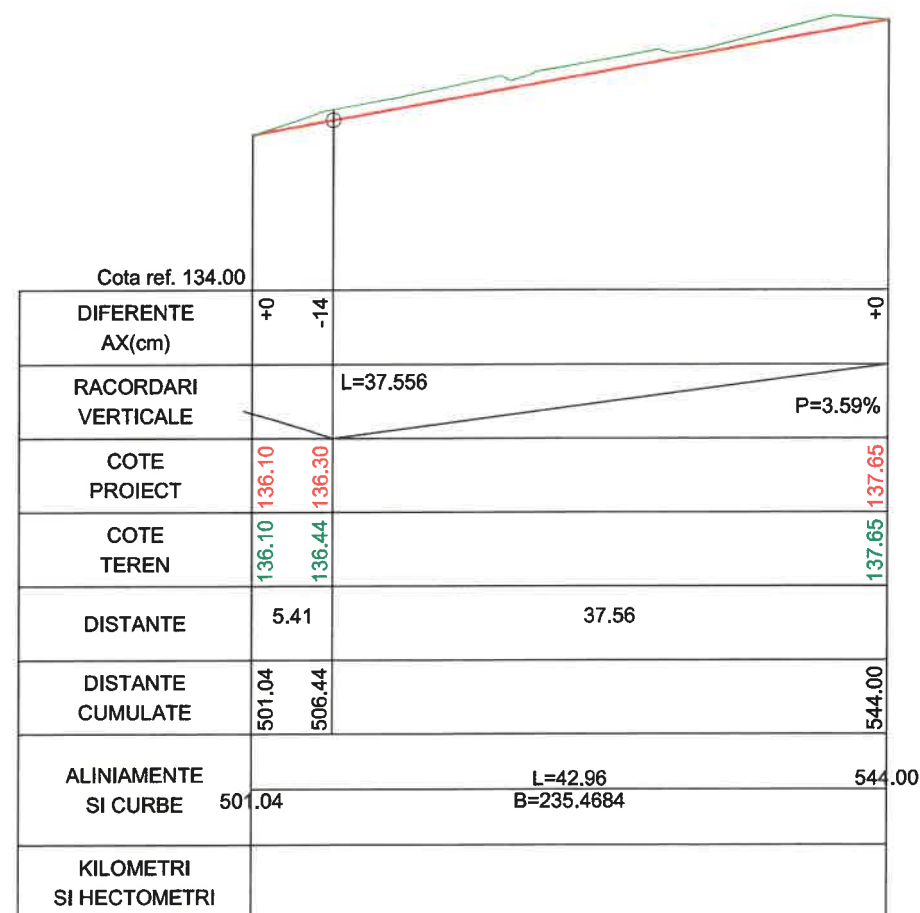 Cota ref. 134.00
DIFERENTE
AX(cm)
+0
-14
+0
RACORDARI
VERTICALE
L=37.556
P=3.59%
COTE
PROIECT
136.10
136.30
137.65
COTE
TEREN
136.10
136.44
137.65
DISTANTE
5.41
37.56
DISTANTE
CUMULATE
501.04
506.44
544.00
ALINIAMENTE
SI CURBE
501.04
L=42.96
B=235.4684
544.00
KILOMETRI
SI HECTOMETRI